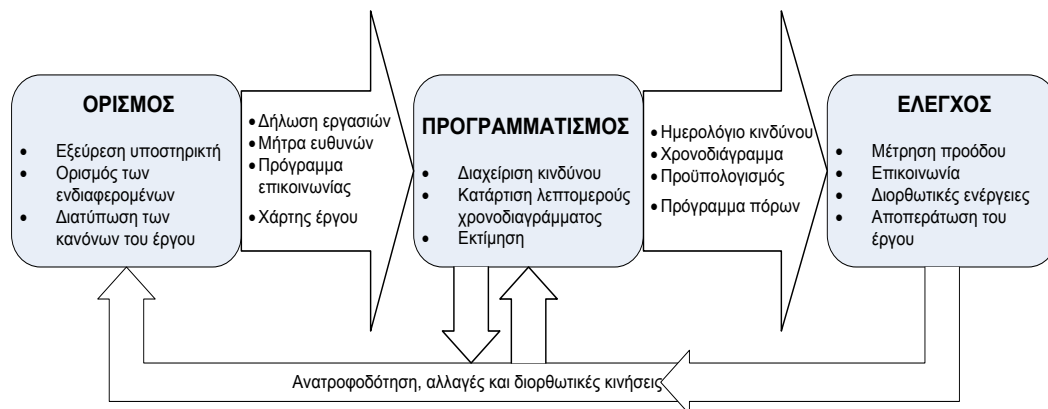 ΟΡΙΣΜΟΣ
• Εξεύρεση υποστηρικτή
• Ορισμός των
ενδιαφερομένων
• Διατύπωση των
κανόνων του έργου
• Δήλωση εργασιών
• Μήτρα ευθυνών
• Πρόγραμμα
επικοινωνίας
• Χάρτης έργου
ΠΡΟΓΡΑΜΜΑΤΙΣΜΟΣ
• Διαχείριση κινδύνου
• Κατάρτιση λεπτομερούς
χρονοδιαγράμματος
• Εκτίμηση
• Ημερολόγιο κινδύνου
• Χρονοδιάγραμμα
• Προϋπολογισμός
• Πρόγραμμα πόρων
ΕΛΕΓΧΟΣ
• Μέτρηση προόδου
• Επικοινωνία
• Διορθωτικές ενέργειες
• Αποπεράτωση του
έργου
Ανατροφοδότηση, αλλαγές και διορθωτικές κινήσεις